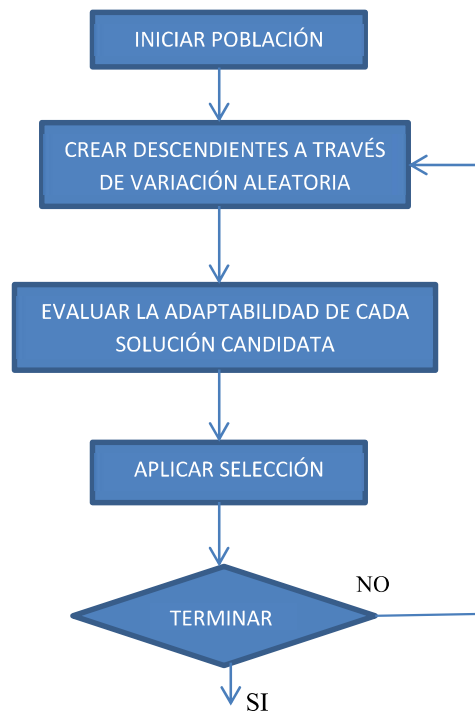 INICIAR POBLACIÓN
CREAR DESCENDIENTES A TRAVÉS
DE VARIACIÓN ALEATORIA
EVALUAR LA ADAPTABILIDAD DE CADA
SOLUCIÓN CANDIDATA
APLICAR SELECCIÓN
NO
TERMINAR
SI